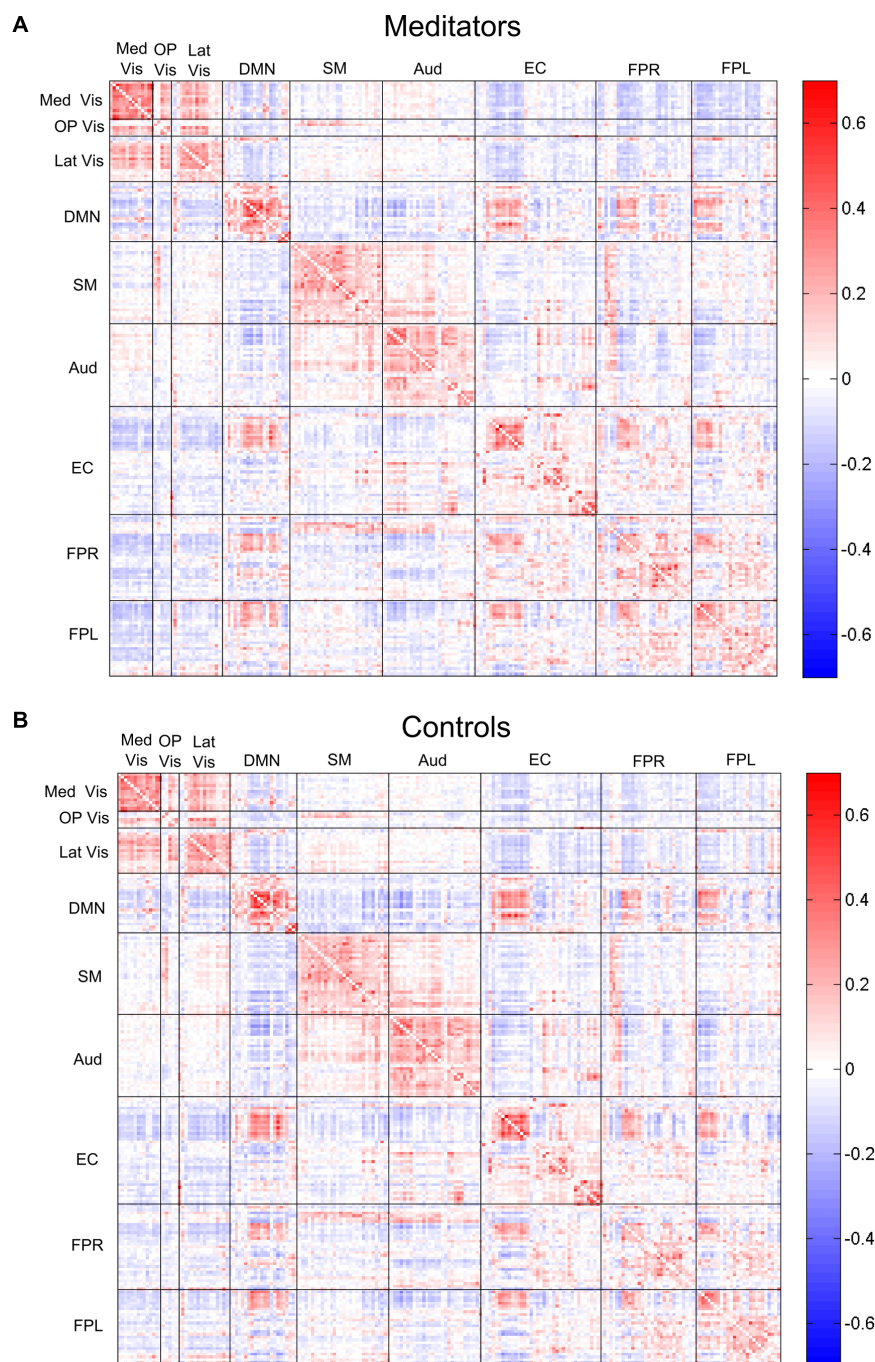 A
Meditators
Med OP Lat
Vis Vis Vis DMN SM Aud EC FPR FPL
Med Vis
OP Vis
Lat Vis
DMN
SM
Aud
EC
FPR
FPL
0.6
0.4
0.2
0
-0.2
-0.4
-0.6
B
Controls
Med OP Lat
Vis Vis Vis DMN SM Aud EC FPR FPL
Med Vis
OP Vis
Lat Vis
DMN
SM
Aud
EC
FPR
FPL
0.6
0.4
0.2
0
-0.2
-0.4
-0.6